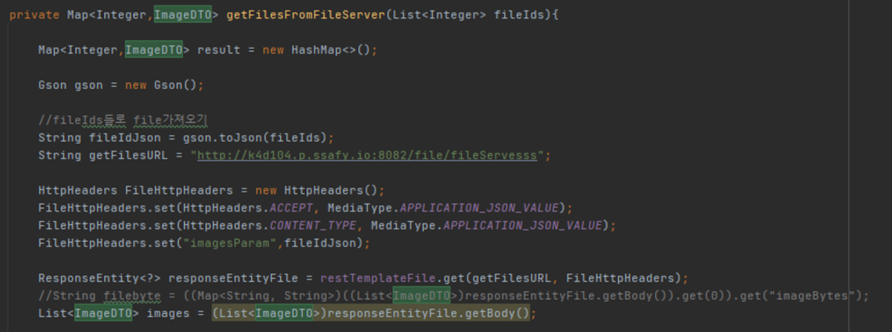 private Map<Integer,ImageDTO> getFilesFromFileServer(List<Integer> fileIds){
Map<Integer,ImageDTO> result = new HashMap<>();
Gson gson = new Gson();
//fileIds들로 file가져오기
String fileIdJson = gson.toJson(fileIds);
String getFilesURL = "http://k4d104.p.ssafy.io:8082/file/fileServesss";
HttpHeaders FileHttpHeaders = new HttpHeaders();
FileHttpHeaders.set(HttpHeaders.ACCEPT, MediaType.APPLICATION_JSON_VALUE);
FileHttpHeaders.set(HttpHeaders.CONTENT_TYPE, MediaType.APPLICATION_JSON_VALUE);
FileHttpHeaders.set("imagesParam",fileIdJson);
ResponseEntity<?> responseEntityFile = restTemplateFile.get(getFilesURL, FileHttpHeaders);
//String filebyte = ((Map<String, String>)((List<ImageDTO>)responseEntityFile.getBody()).get(0)).get("imageBytes");
List<ImageDTO> images = (List<ImageDTO>)responseEntityFile.getBody();